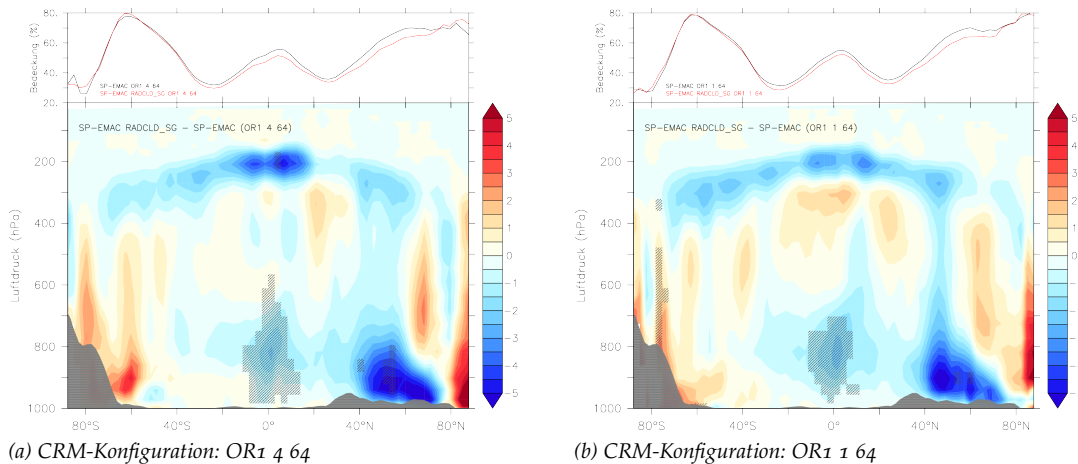 80.
60.
40.
20.
Bedeckung (%)
SP-EMAC OR1 4 64
SP-EMAC RADCLD_SG OR1 4 64
SP-EMAC RADCLD_SG - SP-EMAC (OR1 4 64)
200
400
600
800
1000
Luftdruck (hPa)
80°S
40°S
0°
40°N
80°N
5
4
3
2
1
0
-1
-2
-3
-4
-5
(a) CRM-Konfiguration: OR1 4 64
80.
60.
40.
20.
Bedeckung (%)
SP-EMAC OR1 1 64
SP-EMAC RADCLD_SG OR1 1 64
SP-EMAC RADCLD_SG - SP-EMAC (OR1 1 64)
200
400
600
800
1000
Luftdruck (hPa)
80°S
40°S
0°
40°N
80°N
5
4
3
2
1
0
(b) CRM-Konfiguration: OR1 1 64